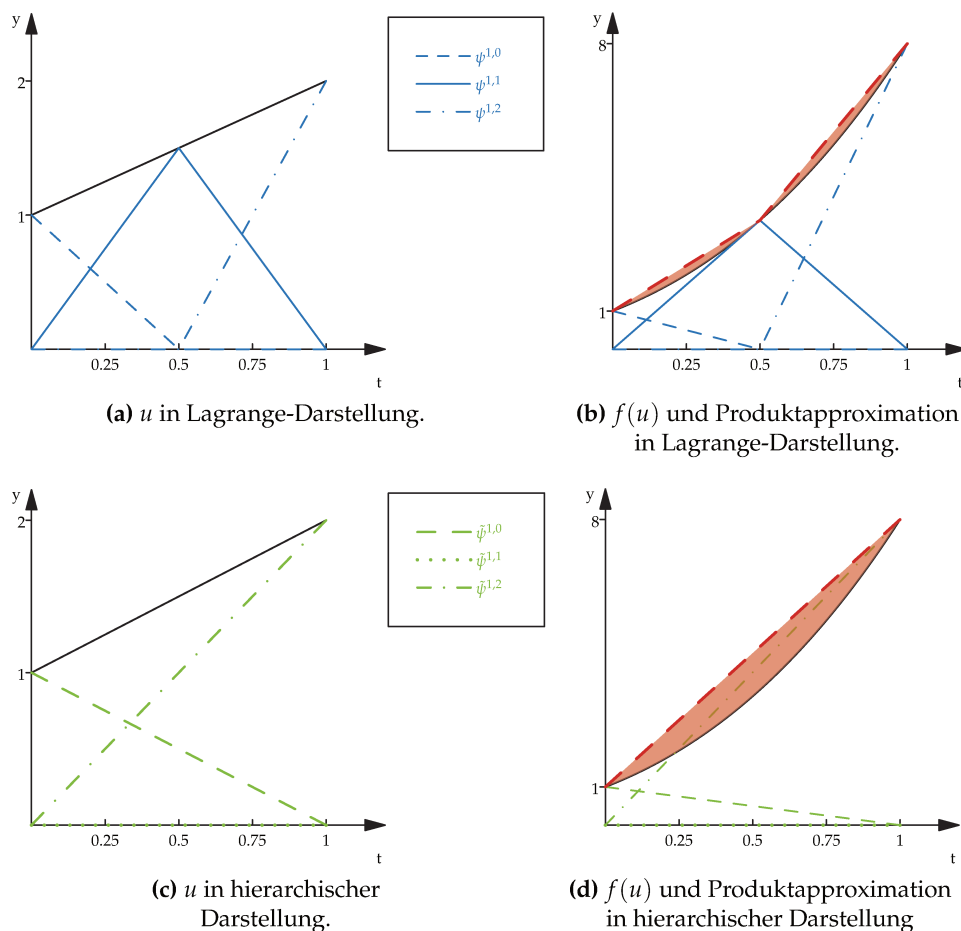 y
2
1
0.25
0.5
0.75
1
t
ψ^{1,0}
ψ^{1,1}
ψ^{1,2}
y
8
1
0.25
0.5
0.75
1
t
(a) u in Lagrange-Darstellung.
(b) f(u) und Produktapproximation
in Lagrange-Darstellung.
y
2
1
0.25
0.5
0.75
1
t
ψ̃^{1,0}
ψ̃^{1,1}
ψ̃^{1,2}
y
8
1
0.25
0.5
0.75
1
t
(c) u in hierarchischer
Darstellung.
(d) f(u) und Produktapproximation
in hierarchischer Darstellung